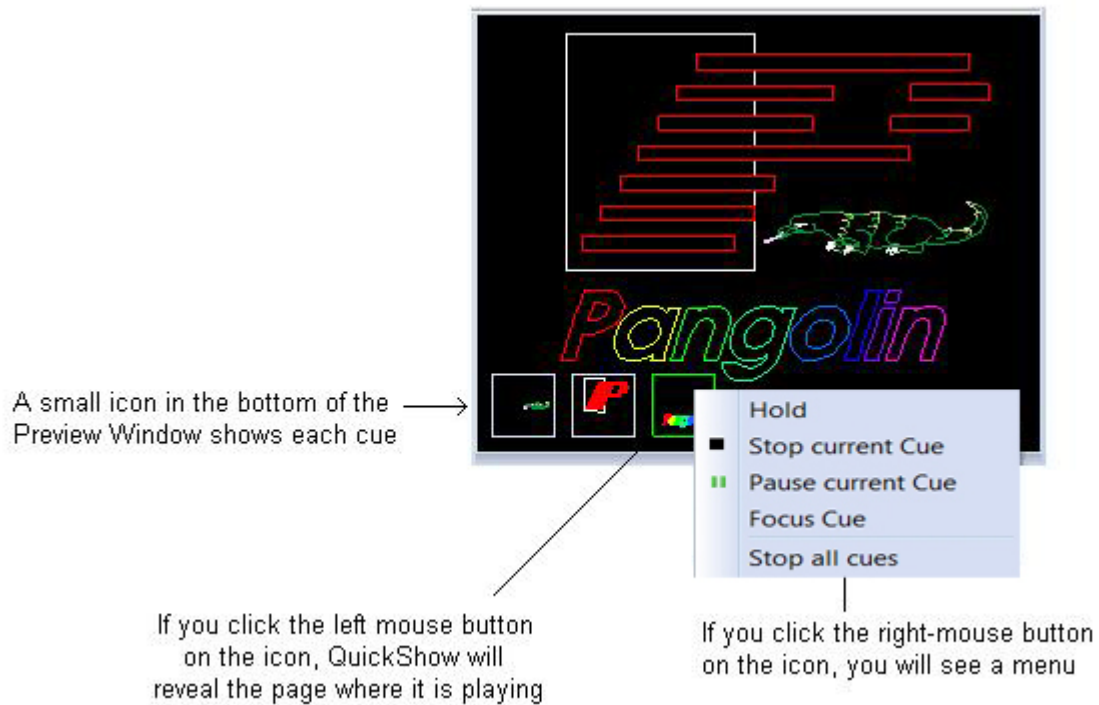 Pangolin
A small icon in the bottom of the
Preview Window shows each cue
Hold
Stop current Cue
Pause current Cue
Focus Cue
Stop all cues
If you click the left mouse button
on the icon, QuickShow will
reveal the page where it is playing
If you click the right-mouse button
on the icon, you will see a menu